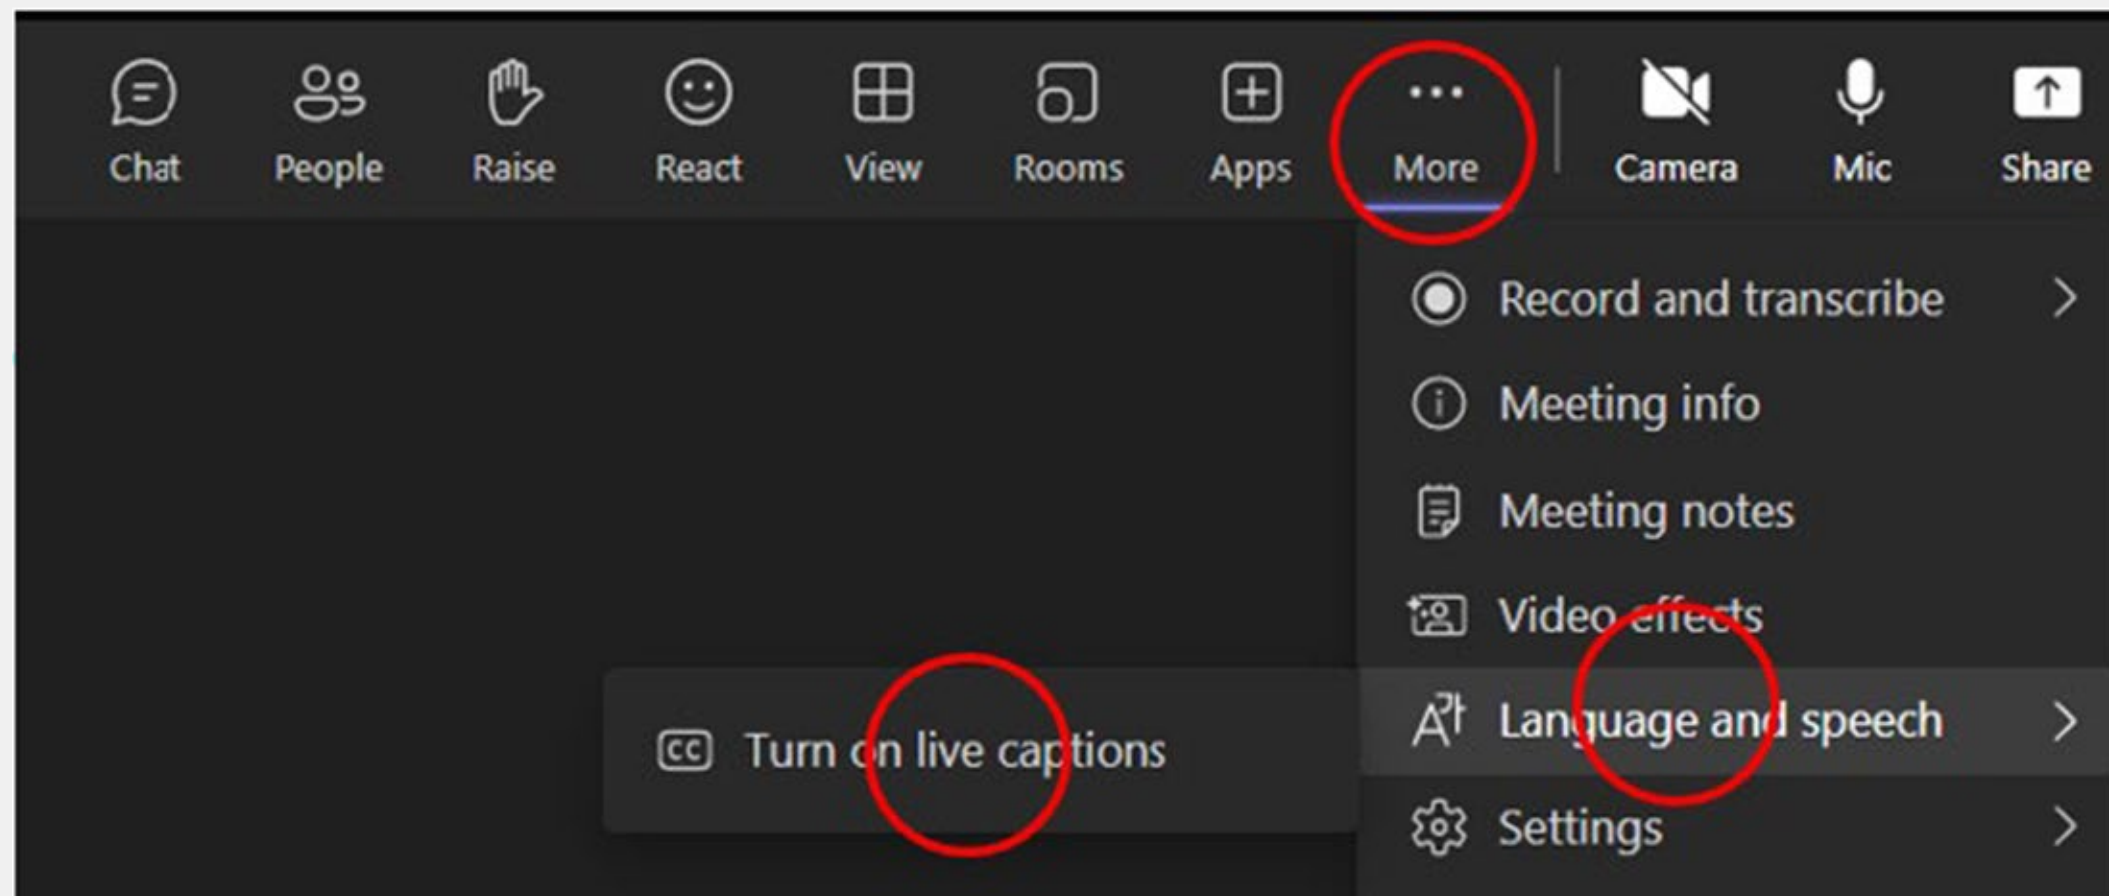 Chat People Raise React View Rooms Apps More Camera Mic Share
Record and transcribe
Meeting info
Meeting notes
Video effects
Language and speech
CC Turn on live captions
Settings